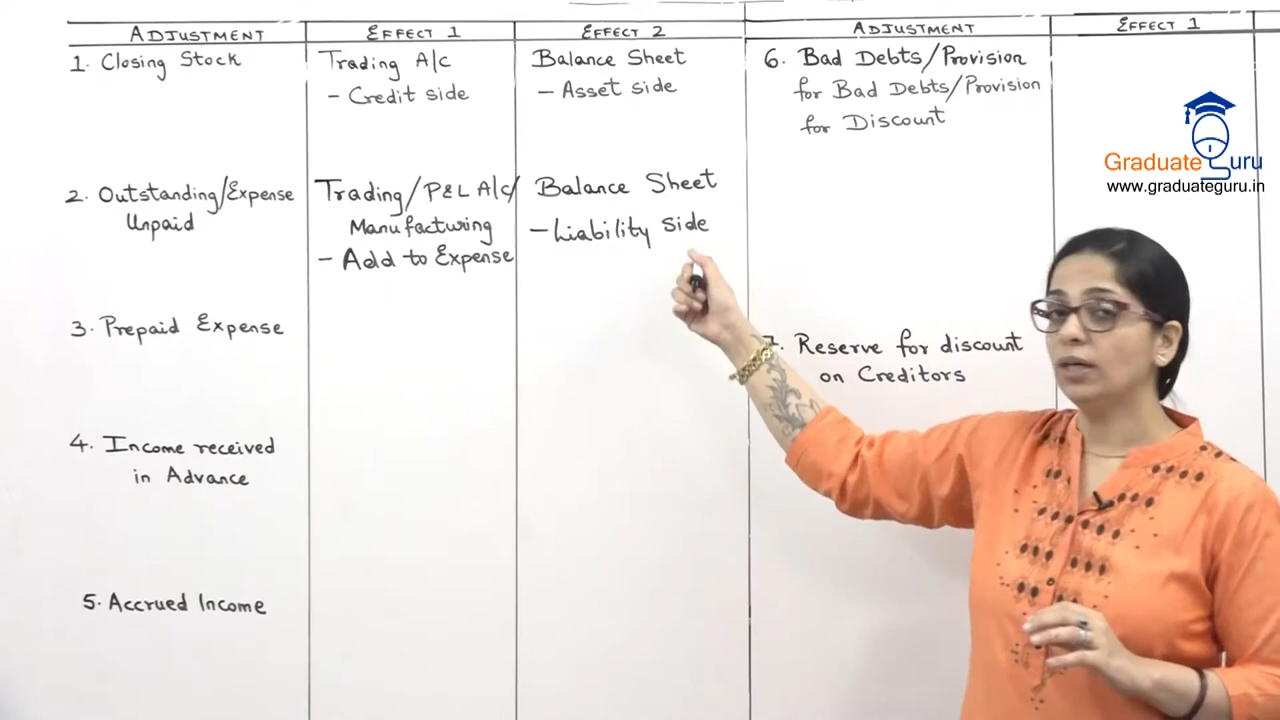 ADJUSTMENT
EFFECT 1
EFFECT 2
1. Closing Stock
Trading A/c
- Credit side
Balance Sheet
- Asset side
2. Outstanding/Expense
Unpaid
Trading/P&L A/c/
Manufacturing
- Add to Expense
Balance Sheet
- Liability side
3. Prepaid Expense
4. Income received
in Advance
5. Accrued Income
ADJUSTMENT
EFFECT 1
6. Bad Debts/Provision
for Bad Debts/Provision
for Discount
7. Reserve for discount
on Creditors
Graduate Guru
www.graduateguru.in